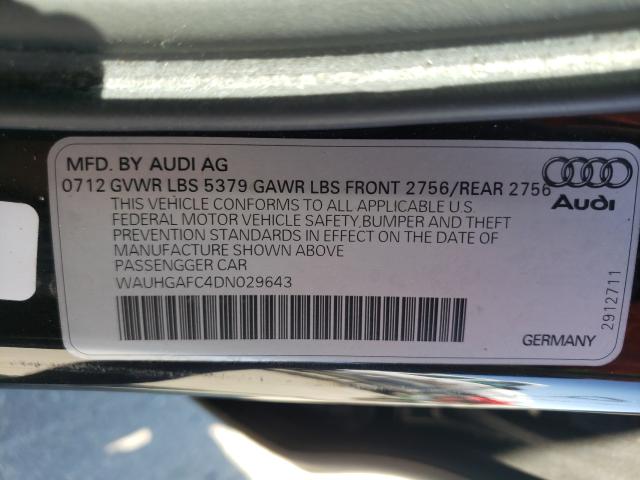 MFD. BY AUDI AG
0712 GVWR LBS 5379 GAWR LBS FRONT 2756/REAR 2756
THIS VEHICLE CONFORMS TO ALL APPLICABLE U S
FEDERAL MOTOR VEHICLE SAFETY,BUMPER AND THEFT
PREVENTION STANDARDS IN EFFECT ON THE DATE OF
MANUFACTURE SHOWN ABOVE
PASSENGGER CAR
WAUHGAFC4DN029643
Audi
2912711
GERMANY